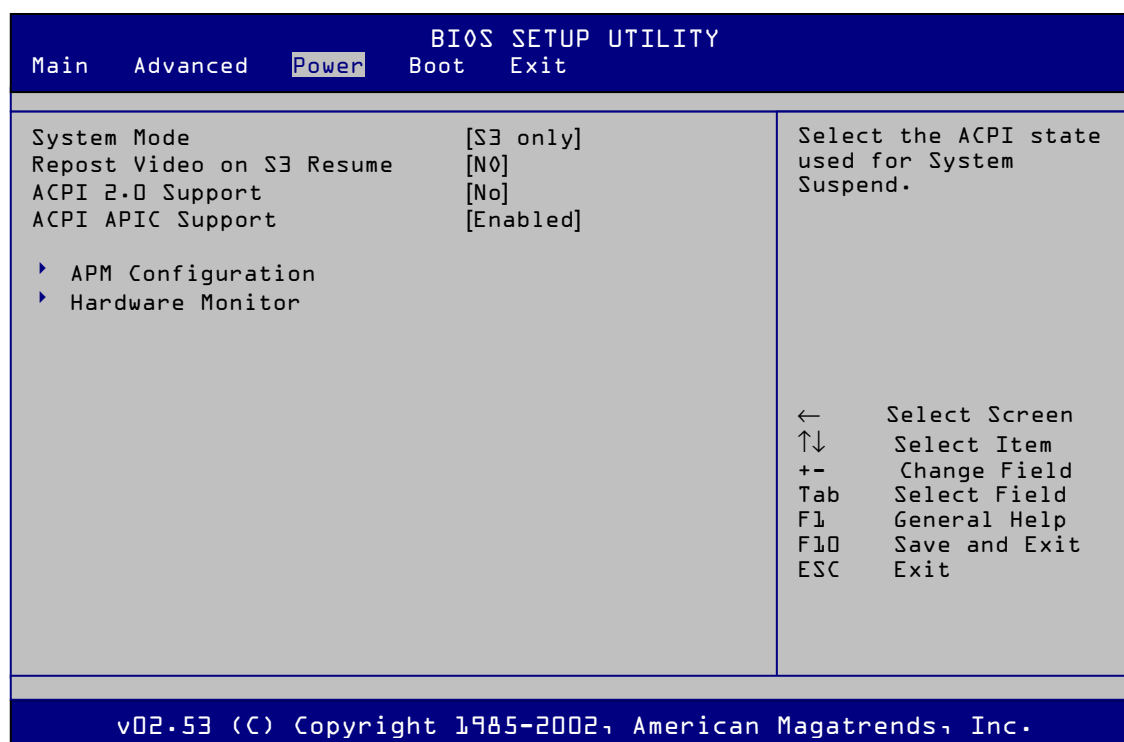 BIOS SETUP UTILITY
Main Advanced Power Boot Exit
System Mode [S3 only]
Repost Video on S3 Resume [NO]
ACPI 2.0 Support [No]
ACPI APIC Support [Enabled]
APM Configuration
Hardware Monitor
Select the ACPI state
used for System
Suspend.
← Select Screen
↑↓ Select Item
+- Change Field
Tab Select Field
F1 General Help
F10 Save and Exit
ESC Exit
v02.53 (C) Copyright 1985-2002, American Magatrends, Inc.